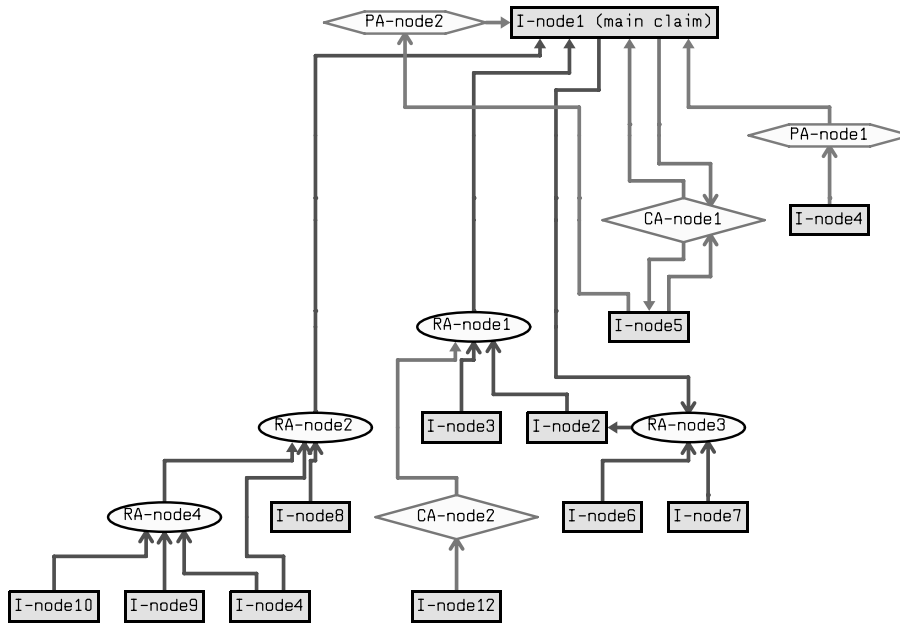 PA-node2
I-node1 (main claim)
PA-node1
I-node4
CA-node1
I-node5
RA-node1
I-node3
I-node2
RA-node3
RA-node2
I-node8
CA-node2
I-node6
I-node7
RA-node4
I-node10
I-node9
I-node4
I-node12